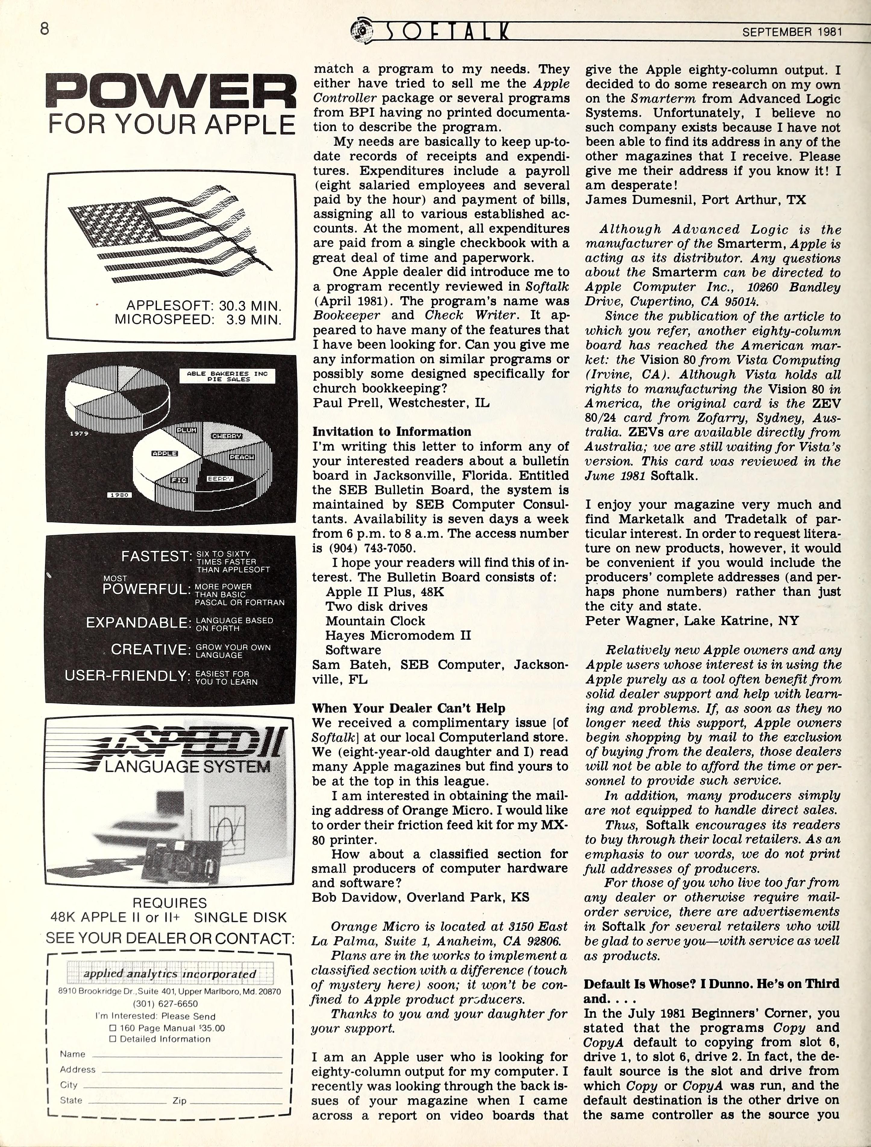 8
SOFTALK
SEPTEMBER 1981
POWER
FOR YOUR APPLE
APPLESOFT: 30.3 MIN.
MICROSPEED: 3.9 MIN.
ABLE BAKERIES INC
PIE SALES
1979
PLUM
CHERRY
APPLE
PEACH
FIG
BERRY
1980
FASTEST: SIX TO SIXTY
TIMES FASTER
THAN APPLESOFT
MOST
POWERFUL: MORE POWER
THAN BASIC
PASCAL OR FORTRAN
EXPANDABLE: LANGUAGE BASED
ON FORTH
CREATIVE: GROW YOUR OWN
LANGUAGE
USER-FRIENDLY: EASIEST FOR
YOU TO LEARN
µSPEED II
LANGUAGE SYSTEM
REQUIRES
48K APPLE II or II+ SINGLE DISK
SEE YOUR DEALER OR CONTACT:
applied analytics incorporated
8910 Brookridge Dr., Suite 401, Upper Marlboro, Md. 20870
(301) 627-6650
I'm Interested: Please Send
☐ 160 Page Manual $35.00
☐ Detailed Information
Name
Address
City
State Zip
match a program to my needs. They
either have tried to sell me the Apple
Controller package or several programs
from BPI having no printed documenta-
tion to describe the program.
My needs are basically to keep up-to-
date records of receipts and expendi-
tures. Expenditures include a payroll
(eight salaried employees and several
paid by the hour) and payment of bills,
assigning all to various established ac-
counts. At the moment, all expenditures
are paid from a single checkbook with a
great deal of time and paperwork.
One Apple dealer did introduce me to
a program recently reviewed in Softalk
(April 1981). The program's name was
Bookeeper and Check Writer. It ap-
peared to have many of the features that
I have been looking for. Can you give me
any information on similar programs or
possibly some designed specifically for
church bookkeeping?
Paul Prell, Westchester, IL
Invitation to Information
I'm writing this letter to inform any of
your interested readers about a bulletin
board in Jacksonville, Florida. Entitled
the SEB Bulletin Board, the system is
maintained by SEB Computer Consul-
tants. Availability is seven days a week
from 6 p.m. to 8 a.m. The access number
is (904) 743-7050.
I hope your readers will find this of in-
terest. The Bulletin Board consists of:
Apple II Plus, 48K
Two disk drives
Mountain Clock
Hayes Micromodem II
Software
Sam Bateh, SEB Computer, Jackson-
ville, FL
When Your Dealer Can't Help
We received a complimentary issue [of
Softalk] at our local Computerland store.
We (eight-year-old daughter and I) read
many Apple magazines but find yours to
be at the top in this league.
I am interested in obtaining the mail-
ing address of Orange Micro. I would like
to order their friction feed kit for my MX-
80 printer.
How about a classified section for
small producers of computer hardware
and software?
Bob Davidow, Overland Park, KS
Orange Micro is located at 3150 East
La Palma, Suite 1, Anaheim, CA 92806.
Plans are in the works to implement a
classified section with a difference (touch
of mystery here) soon; it won't be con-
fined to Apple product producers.
Thanks to you and your daughter for
your support.
I am an Apple user who is looking for
eighty-column output for my computer. I
recently was looking through the back is-
sues of your magazine when I came
across a report on video boards that
give the Apple eighty-column output. I
decided to do some research on my own
on the Smarterm from Advanced Logic
Systems. Unfortunately, I believe no
such company exists because I have not
been able to find its address in any of the
other magazines that I receive. Please
give me their address if you know it! I
am desperate!
James Dumesnil, Port Arthur, TX
Although Advanced Logic is the
manufacturer of the Smarterm, Apple is
acting as its distributor. Any questions
about the Smarterm can be directed to
Apple Computer Inc., 10260 Bandley
Drive, Cupertino, CA 95014.
Since the publication of the article to
which you refer, another eighty-column
board has reached the American mar-
ket: the Vision 80 from Vista Computing
(Irvine, CA). Although Vista holds all
rights to manufacturing the Vision 80 in
America, the original card is the ZEV
80/24 card from Zofarry, Sydney, Aus-
tralia. ZEVs are available directly from
Australia; we are still waiting for Vista's
version. This card was reviewed in the
June 1981 Softalk.
I enjoy your magazine very much and
find Marketalk and Tradetalk of par-
ticular interest. In order to request litera-
ture on new products, however, it would
be convenient if you would include the
producers' complete addresses (and per-
haps phone numbers) rather than just
the city and state.
Peter Wagner, Lake Katrine, NY
Relatively new Apple owners and any
Apple users whose interest is in using the
Apple purely as a tool often benefit from
solid dealer support and help with learn-
ing and problems. If, as soon as they no
longer need this support, Apple owners
begin shopping by mail to the exclusion
of buying from the dealers, those dealers
will not be able to afford the time or per-
sonnel to provide such service.
In addition, many producers simply
are not equipped to handle direct sales.
Thus, Softalk encourages its readers
to buy through their local retailers. As an
emphasis to our words, we do not print
full addresses of producers.
For those of you who live too far from
any dealer or otherwise require mail-
order service, there are advertisements
in Softalk for several retailers who will
be glad to serve you—with service as well
as products.
Default Is Whose? I Dunno. He's on Third
and. . . .
In the July 1981 Beginners' Corner, you
stated that the programs Copy and
CopyA default to copying from slot 6,
drive 1, to slot 6, drive 2. In fact, the de-
fault source is the slot and drive from
which Copy or CopyA was run, and the
default destination is the other drive on
the same controller as the source you